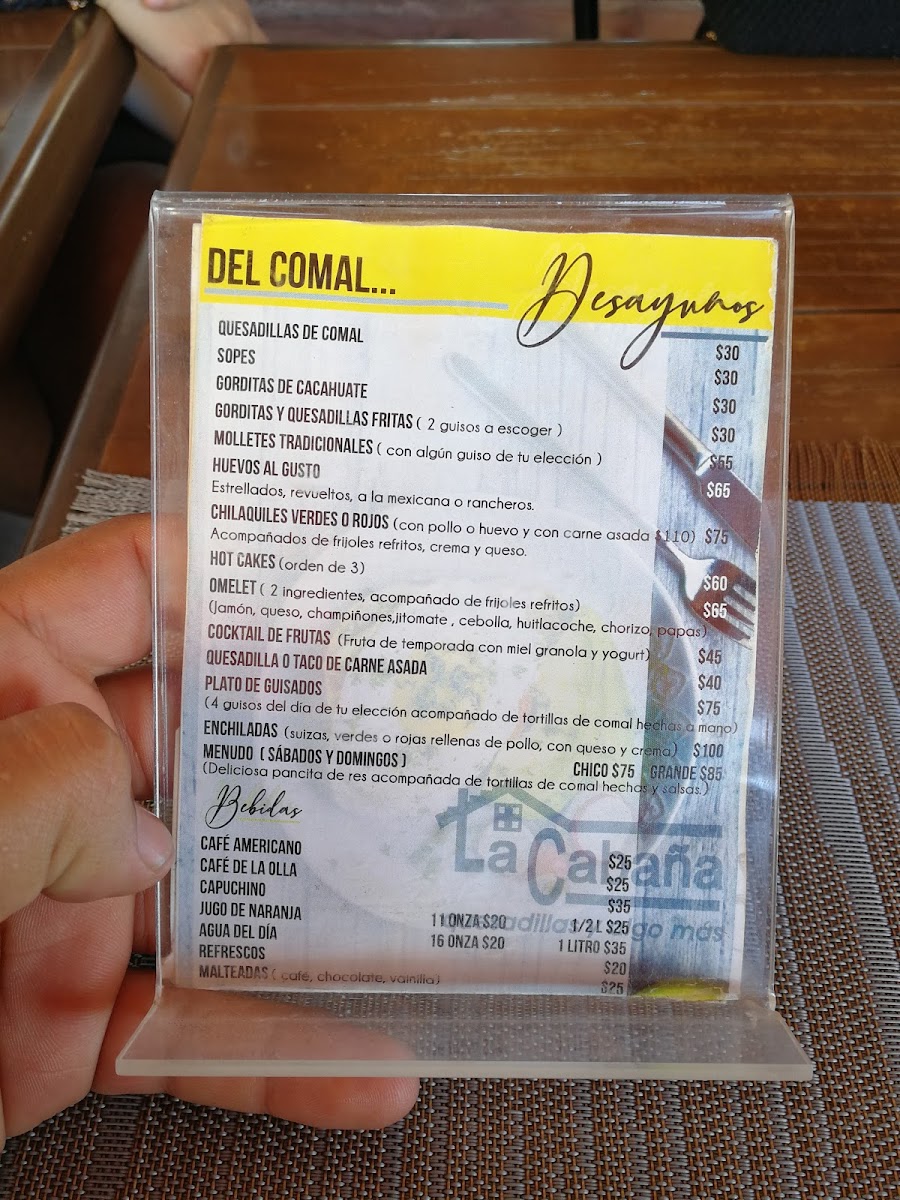 DEL COMAL...
Desayunos
QUESADILLAS DE COMAL $30
SOPES $30
GORDITAS DE CACAHUATE $30
GORDITAS Y QUESADILLAS FRITAS ( 2 guisos a escoger ) $30
MOLLETES TRADICIONALES ( con algún guiso de tu elección ) $55
HUEVOS AL GUSTO $65
Estrellados, revueltos, a la mexicana o rancheros.
CHILAQUILES VERDES O ROJOS (con pollo o huevo y con carne asada $110) $75
Acompañados de frijoles refritos, crema y queso.
HOT CAKES (orden de 3) $60
OMELET ( 2 ingredientes, acompañado de frijoles refritos) $65
(Jamón, queso, champiñones,jitomate , cebolla, huitlacoche, chorizo, papas)
COCKTAIL DE FRUTAS (Fruta de temporada con miel granola y yogurt) $45
QUESADILLA O TACO DE CARNE ASADA $40
PLATO DE GUISADOS $75
(4 guisos del día de tu elección acompañado de tortillas de comal hechas a mano)
ENCHILADAS (suizas, verdes o rojas rellenas de pollo, con queso y crema) $100
MENUDO ( SÁBADOS Y DOMINGOS ) CHICO $75 GRANDE $85
(Deliciosa pancita de res acompañada de tortillas de comal hechas y salsas.)
Bebidas
La Cabaña
CAFÉ AMERICANO $25
CAFÉ DE LA OLLA $25
CAPUCHINO $35
JUGO DE NARANJA 11 ONZA $20 1/2 L $25
AGUA DEL DÍA 16 ONZA $20 1 LITRO $35
REFRESCOS $20
MALTEADAS ( café, chocolate, vainilla) $25